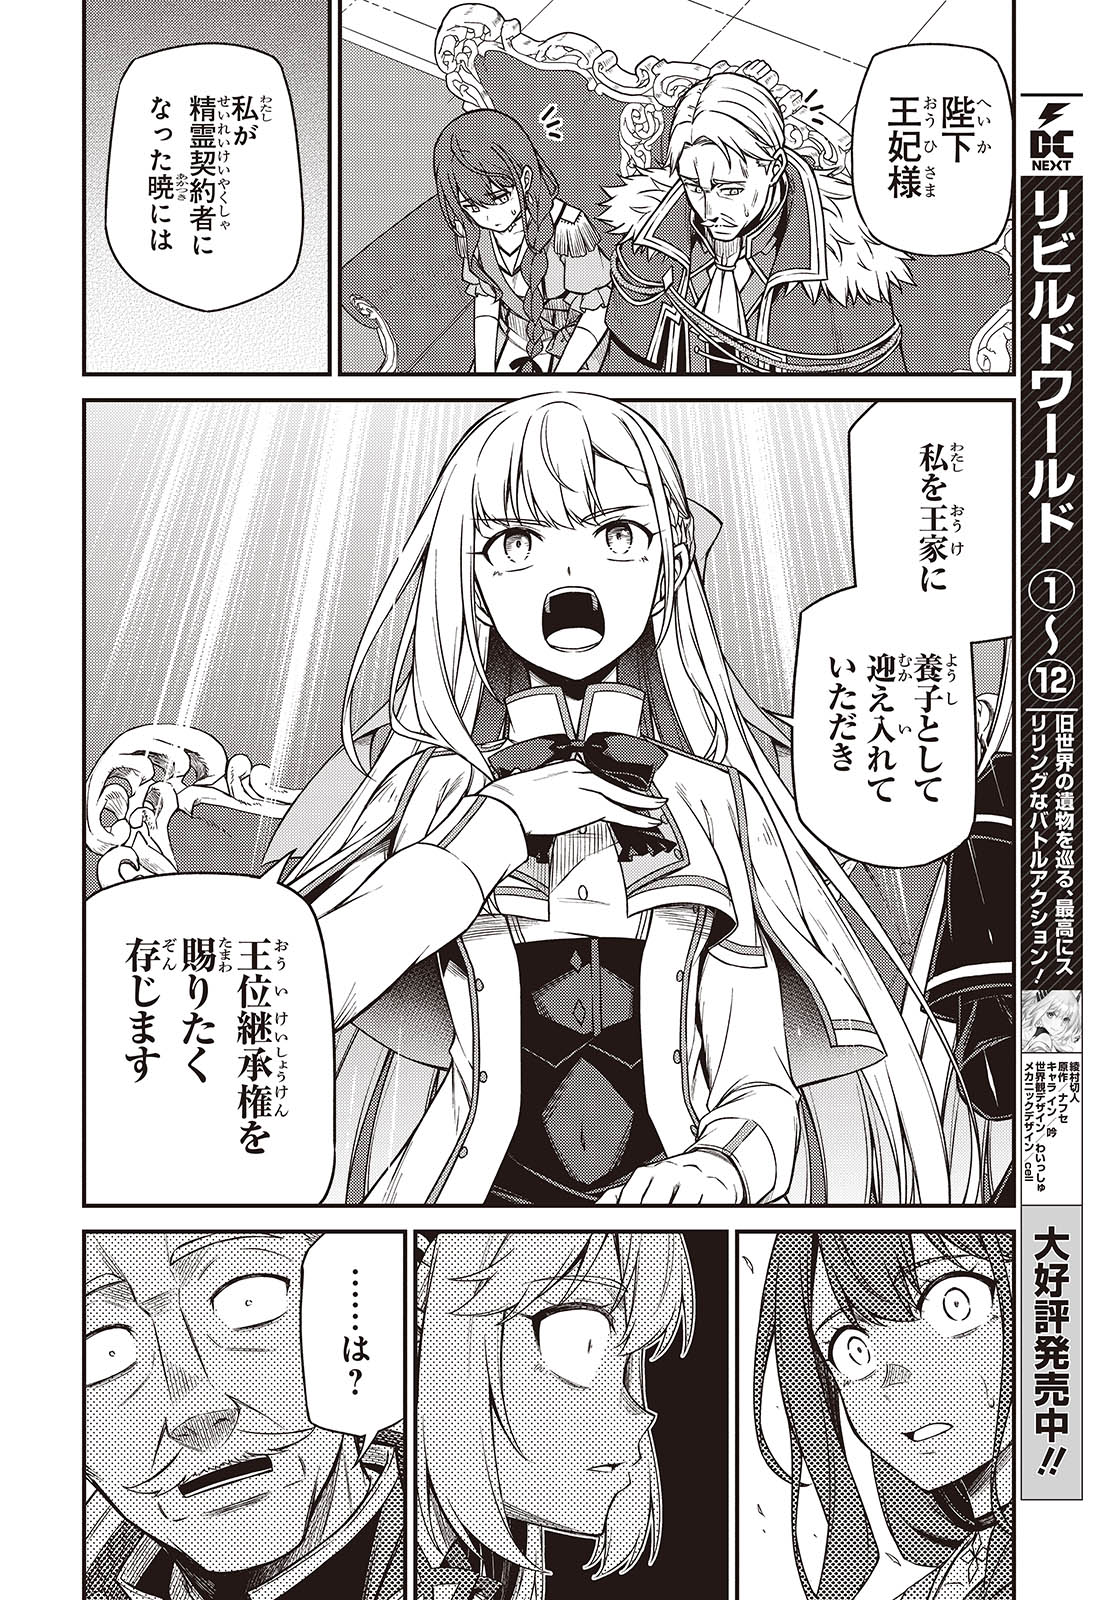 陛下
王妃様
私が
精霊契約者に
なった暁には
私を王家に
養子として
迎え入れて
いただき
王位継承権を
賜りたく
存じます
……は？
DC
NEXT
リビルドワールド ①〜⑫
旧世界の遺物を巡る、最高にス
リリングなバトルアクション！
綾村切人
原作／ナフセ
キャライン／吟
世界観デザイン／わいっしゅ
メカニックデザイン／cell
大好評発売中!!